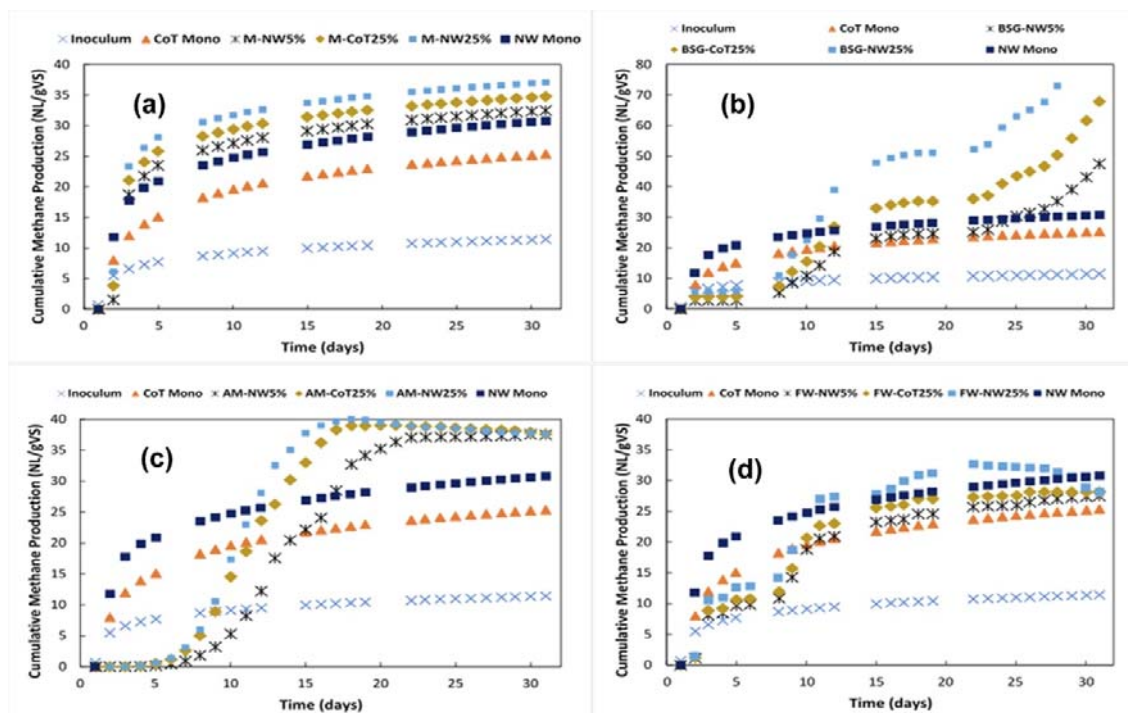 Inoculum CoT Mono M-NW5% M-CoT25% M-NW25% NW Mono
40
35
30
25
20
15
10
5
0
Cumulative Methane Production (NL/gVS)
(a)
0 5 10 15 20 25 30
Time (days)
Inoculum CoT Mono BSG-NW5%
BSG-CoT25% BSG-NW25% NW Mono
80
70
60
50
40
30
20
10
0
Cumulative Methane Production (NL/gVS)
(b)
0 5 10 15 20 25 30
Time (days)
Inoculum CoT Mono AM-NW5% AM-CoT25% AM-NW25% NW Mono
40
35
30
25
20
15
10
5
0
Cumulative Methane Production (NL/gVS)
(c)
0 5 10 15 20 25 30
Time (days)
Inoculum CoT Mono FW-NW5% FW-CoT25% FW-NW25% NW Mono
40
35
30
25
20
15
10
5
0
Cumulative Methane Production (NL/gVS)
(d)
0 5 10 15 20 25 30
Time (days)